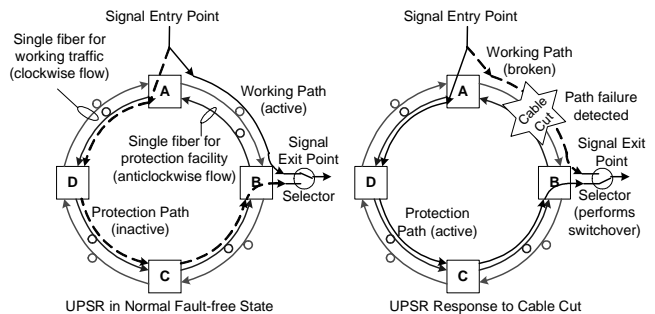 Signal Entry Point
Single fiber for
working traffic
(clockwise flow)
A
Working Path
(active)
Single fiber for
protection facility
(anticlockwise flow)
Signal
Exit Point
D
B
Selector
Protection Path
(inactive)
C
UPSR in Normal Fault-free State
Signal Entry Point
Working Path
(broken)
A
Cable
Cut
Path failure
detected
Signal Exit
Point
D
B
Selector
(performs
switchover)
Protection
Path (active)
C
UPSR Response to Cable Cut